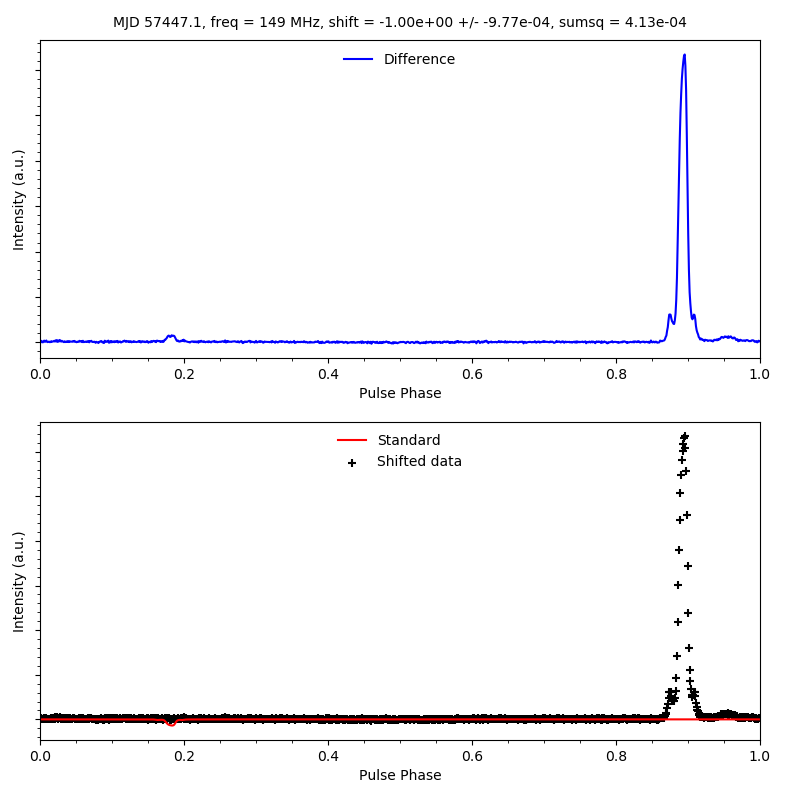 MJD 57447.1, freq = 149 MHz, shift = -1.00e+00 +/- -9.77e-04, sumsq = 4.13e-04
Difference
Intensity (a.u.)
0.0 0.2 0.4 0.6 0.8 1.0
Pulse Phase
Standard
Shifted data
Intensity (a.u.)
0.0 0.2 0.4 0.6 0.8 1.0
Pulse Phase